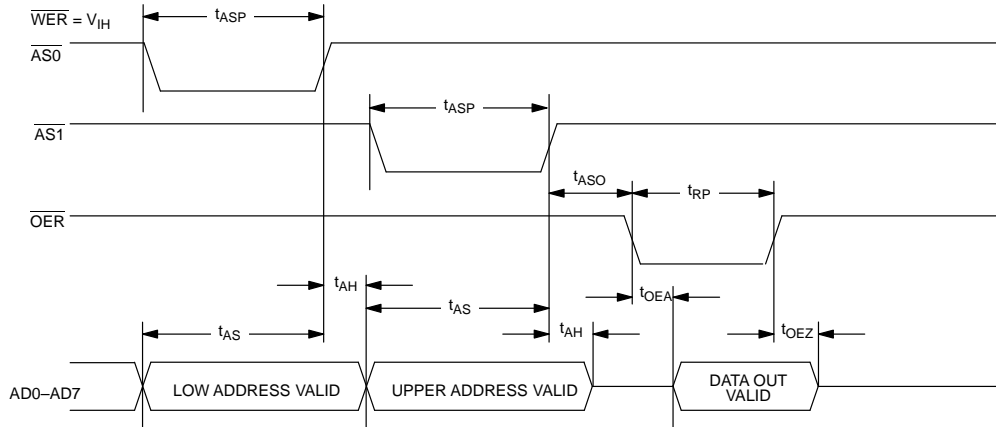 WER = VIH
tASP
AS0
tASP
AS1
tASO
tRP
OER
tAH
tOEA
tAS
tAS
tAH
tOEZ
AD0–AD7
LOW ADDRESS VALID
UPPER ADDRESS VALID
DATA OUT
VALID